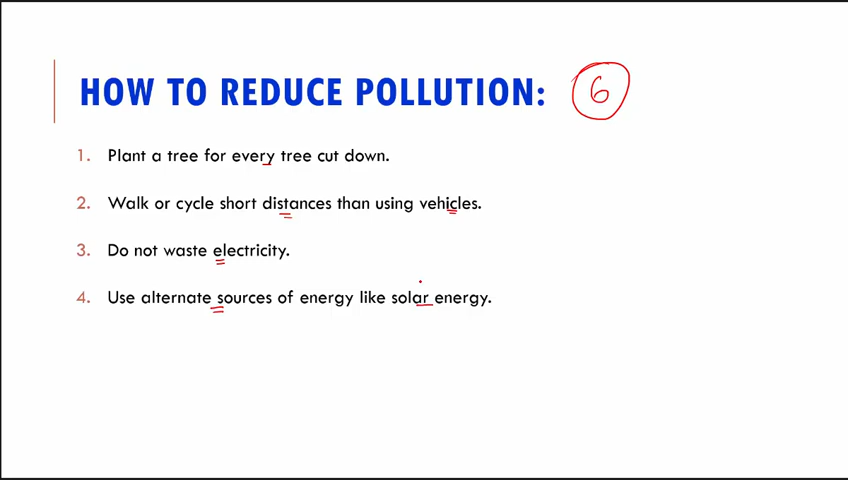 HOW TO REDUCE POLLUTION: 6
1. Plant a tree for every tree cut down.
2. Walk or cycle short distances than using vehicles.
3. Do not waste electricity.
4. Use alternate sources of energy like solar energy.